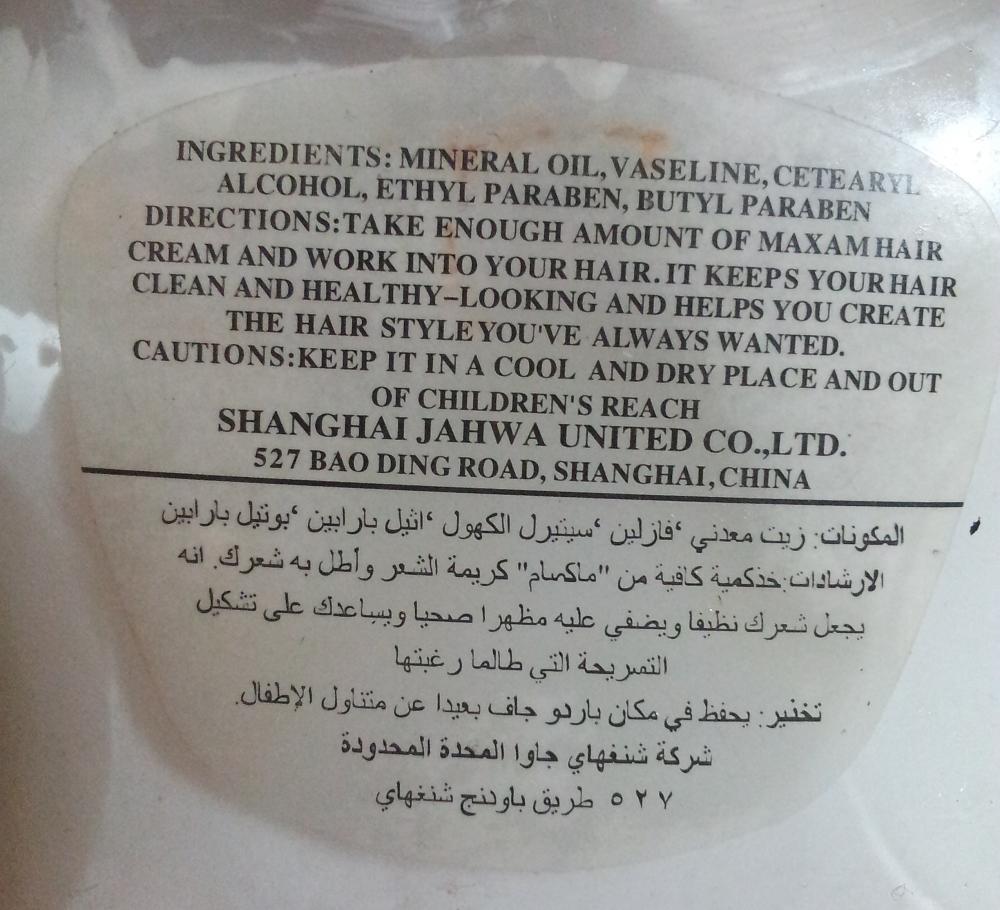 INGREDIENTS: MINERAL OIL, VASELINE, CETEARYL
ALCOHOL, ETHYL PARABEN, BUTYL PARABEN
DIRECTIONS:TAKE ENOUGH AMOUNT OF MAXAM HAIR
CREAM AND WORK INTO YOUR HAIR. IT KEEPS YOUR HAIR
CLEAN AND HEALTHY-LOOKING AND HELPS YOU CREATE
THE HAIR STYLE YOU'VE ALWAYS WANTED.
CAUTIONS:KEEP IT IN A COOL AND DRY PLACE AND OUT
OF CHILDREN'S REACH
SHANGHAI JAHWA UNITED CO.,LTD.
527 BAO DING ROAD, SHANGHAI, CHINA
المكونات: زيت معدني ‘فازلين ‘سيتيرل الكهول ‘اثيل بارابين ‘بوتيل بارابين
الارشادات:خذكمية كافية من "ماكسام" كريمة الشعر وأطل به شعرك. انه
يجعل شعرك نظيفا ويضفي عليه مظهرا صحيا ويساعدك على تشكيل
التسريحة التي طالما رغبتها
تخنير: يحفظ في مكان باردو جاف بعيدا عن متناول الإطفال.
شركة شنغهاي جاوا المحدة المحدودة
٥٢٧ طريق باودنج شنغهاي